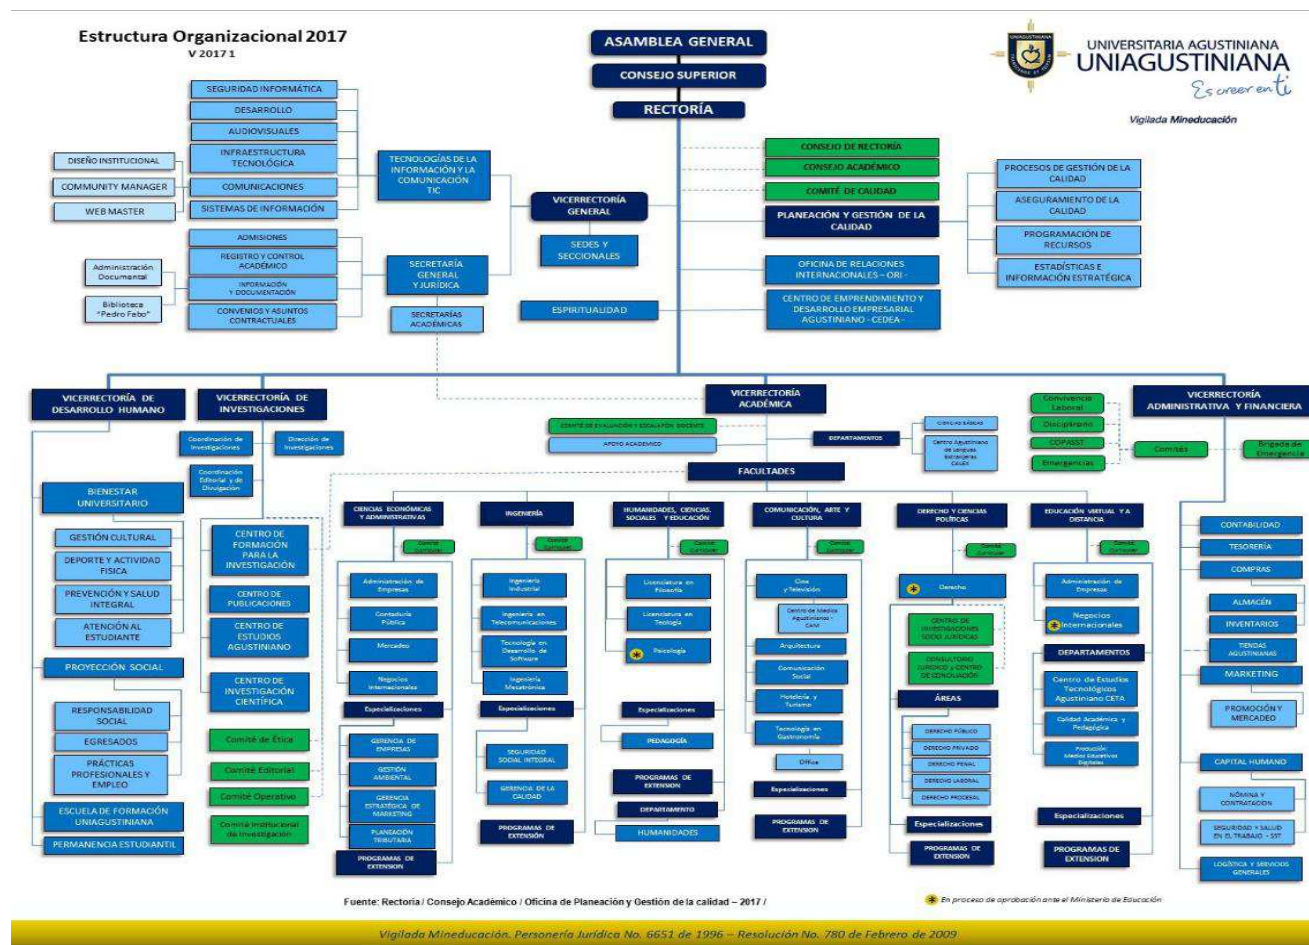 Estructura Organizacional 2017
V 2017 1
ASAMBLEA GENERAL
CONSEJO SUPERIOR
RECTORÍA
UNIVERSITARIA AGUSTINIANA
UNIAGUSTINIANA
Es creer en ti
Vigilada Mineducación
SEGURIDAD INFORMÁTICA
DESARROLLO
AUDIOVISUALES
INFRAESTRUCTURA
TECNOLÓGICA
COMUNICACIONES
SISTEMAS DE INFORMACIÓN
DISEÑO INSTITUCIONAL
COMMUNITY MANAGER
WEB MASTER
TECNOLOGÍAS DE LA
INFORMACIÓN Y LA
COMUNICACIÓN
TIC
VICERRECTORÍA
GENERAL
SEDES Y
SECCIONALES
ADMISIONES
REGISTRO Y CONTROL
ACADÉMICO
INFORMACIÓN
Y DOCUMENTACIÓN
CONVENIOS Y ASUNTOS
CONTRACTUALES
Administración
Documental
Biblioteca
"Pedro Fabo"
SECRETARÍA
GENERAL
Y JURÍDICA
SECRETARÍAS
ACADÉMICAS
ESPIRITUALIDAD
CONSEJO DE RECTORÍA
CONSEJO ACADÉMICO
COMITÉ DE CALIDAD
PLANEACIÓN Y GESTIÓN DE LA
CALIDAD
OFICINA DE RELACIONES
INTERNACIONALES – ORI -
CENTRO DE EMPRENDIMIENTO Y
DESARROLLO EMPRESARIAL
AGUSTINIANO - CEDEA -
PROCESOS DE GESTIÓN DE LA
CALIDAD
ASEGURAMIENTO DE LA
CALIDAD
PROGRAMACIÓN DE
RECURSOS
ESTADÍSTICAS E
INFORMACIÓN ESTRATÉGICA
VICERRECTORÍA DE
DESARROLLO HUMANO
BIENESTAR
UNIVERSITARIO
GESTIÓN CULTURAL
DEPORTE Y ACTIVIDAD
FISICA
PREVENCIÓN Y SALUD
INTEGRAL
ATENCIÓN AL
ESTUDIANTE
PROYECCIÓN SOCIAL
RESPONSABILIDAD
SOCIAL
EGRESADOS
PRÁCTICAS
PROFESIONALES Y
EMPLEO
ESCUELA DE FORMACIÓN
UNIAGUSTINIANA
PERMANENCIA ESTUDIANTIL
VICERRECTORÍA DE
INVESTIGACIONES
Coordinación de
Investigaciones
Dirección de
Investigaciones
Coordinación
Editorial y de
Divulgación
CENTRO DE
FORMACIÓN
PARA LA
INVESTIGACIÓN
CENTRO DE
PUBLICACIONES
CENTRO DE
ESTUDIOS
AGUSTINIANO
CENTRO DE
INVESTIGACIÓN
CIENTÍFICA
Comité de Ética
Comité Editorial
Comité Operativo
Comité Institucional
de Investigación
VICERRECTORÍA
ACADÉMICA
COMITÉ DE EVALUACIÓN Y ESCALAFÓN DOCENTE
APOYO ACADÉMICO
DEPARTAMENTOS
CIENCIAS BÁSICAS
Centro Agustiniano
de Lenguas
Extranjeras
CALEX
FACULTADES
CIENCIAS ECONÓMICAS
Y ADMINISTRATIVAS
Comité
Curricular
Administración de
Empresas
Contaduría
Pública
Mercadeo
Negocios
Internacionales
Especializaciones
GERENCIA DE
EMPRESAS
GESTIÓN
AMBIENTAL
GERENCIA
ESTRATÉGICA DE
MARKETING
PLANEACIÓN
TRIBUTARIA
PROGRAMAS DE
EXTENSION
INGENIERÍA
Comité
Curricular
Ingeniería
Industrial
Ingeniería en
Telecomunicaciones
Tecnología en
Desarrollo de
Software
Ingeniería
Mecatrónica
Especializaciones
SEGURIDAD
SOCIAL INTEGRAL
GERENCIA DE LA
CALIDAD
PROGRAMAS DE
EXTENSIÓN
HUMANIDADES, CIENCIAS.
SOCIALES Y EDUCACIÓN
Comité
Curricular
Licenciatura en
Filosofía
Licenciatura en
Teología
Psicología
Especializaciones
PEDAGOGÍA
PROGRAMAS DE
EXTENSION
DEPARTAMENTO
HUMANIDADES
COMUNICACIÓN, ARTE Y
CULTURA
Comité
Curricular
Cine
y Televisión
Centro de Medios
Agustinianos -
CAM
Arquitectura
Comunicación
Social
Hotelería y
Turismo
Tecnología en
Gastronomía
Office
Especializaciones
PROGRAMAS DE
EXTENSION
DERECHO Y CIENCIAS
POLÍTICAS
Comité
Curricular
Derecho
CENTRO DE
INVESTIGACIONES
SOCIO JURÍDICAS
CONSULTORIO
JURÍDICO y CENTRO
DE CONCILIACIÓN
ÁREAS
DERECHO PÚBLICO
DERECHO PRIVADO
DERECHO PENAL
DERECHO LABORAL
DERECHO PROCESAL
Especializaciones
PROGRAMAS DE
EXTENSION
EDUCACIÓN VIRTUAL Y A
DISTANCIA
Comité
Curricular
Administración de
Empresas
Negocios
Internacionales
DEPARTAMENTOS
Centro de Estudios
Tecnológicos
Agustiniano CETA
Calidad Académica y
Pedagógica
Producción
Medios Educativos
Digitales
Especializaciones
PROGRAMAS DE
EXTENSION
VICERRECTORÍA
ADMINISTRATIVA Y FINANCIERA
Convivencia
Laboral
Disciplinario
COPASST
Emergencias
Comités
Brigada de
Emergencia
CONTABILIDAD
TESORERÍA
COMPRAS
ALMACÉN
INVENTARIOS
TIENDAS
AGUSTINIANAS
MARKETING
PROMOCIÓN Y
MERCADEO
CAPITAL HUMANO
NÓMINA Y
CONTRATACION
SEGURIDAD Y SALUD
EN EL TRABAJO - SST
LOGÍSTICA Y SERVICIOS
GENERALES
Fuente: Rectoria / Consejo Académico / Oficina de Planeación y Gestión de la calidad – 2017 /
En proceso de aprobación ante el Ministerio de Educación
Vigilada Mineducación. Personería Jurídica No. 6651 de 1996 – Resolución No. 780 de Febrero de 2009